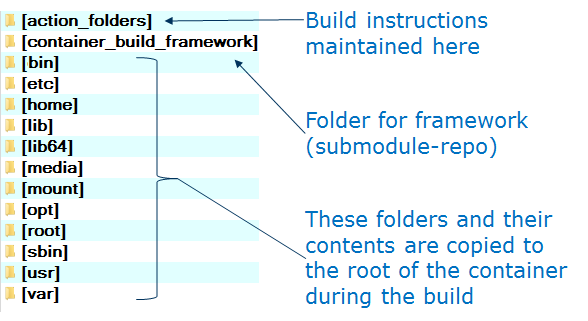 [action_folders]
[container_build_framework]
[bin]
[etc]
[home]
[lib]
[lib64]
[media]
[mount]
[opt]
[root]
[sbin]
[usr]
[var]
Build instructions
maintained here
Folder for framework
(submodule-repo)
These folders and their
contents are copied to
the root of the container
during the build